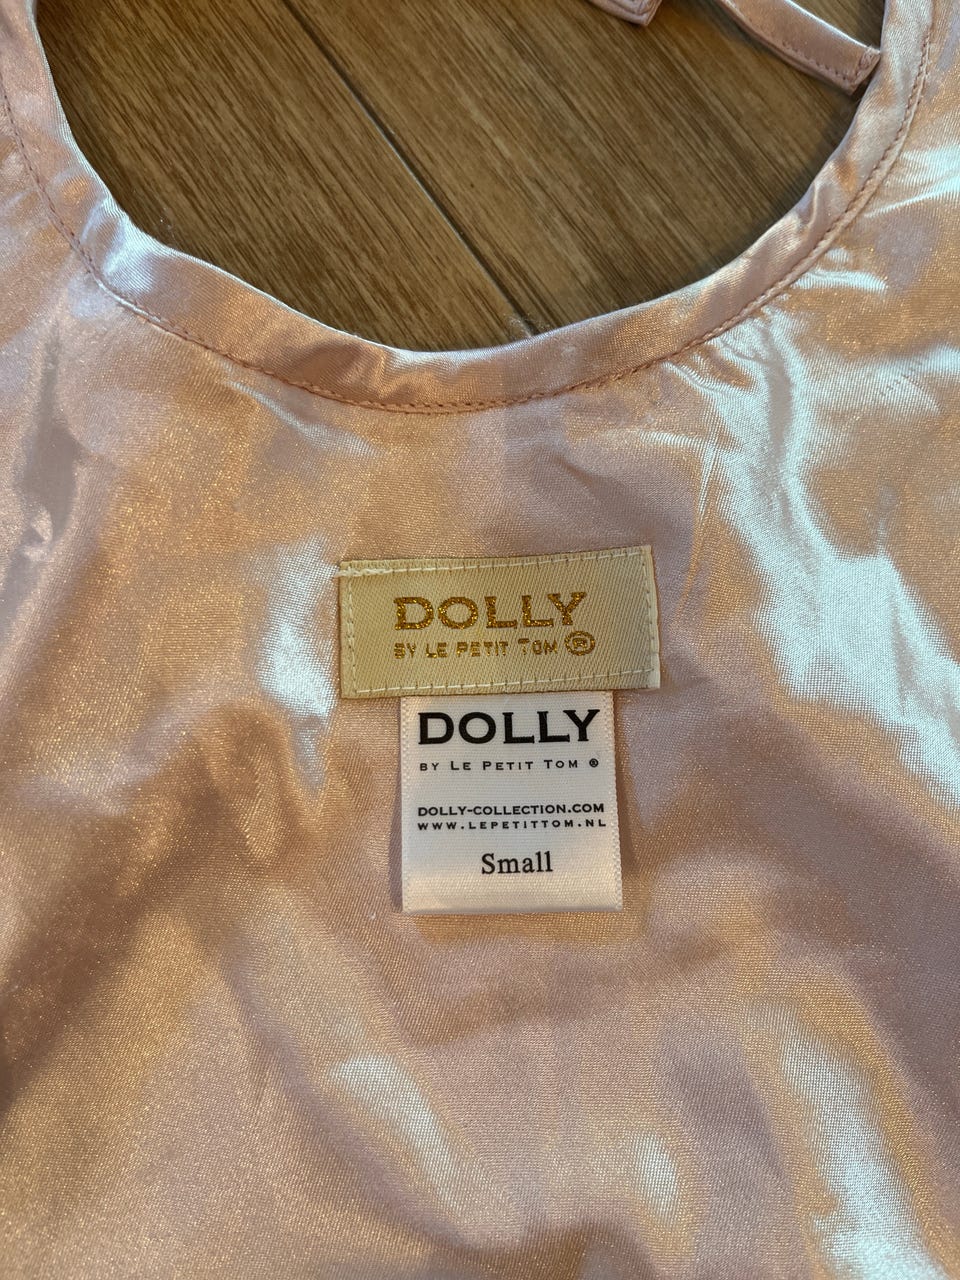 DOLLY
BY LE PETIT TOM ®
DOLLY
BY LE PETIT TOM ®
DOLLY-COLLECTION.COM
WWW.LEPETITTOM.NL
Small